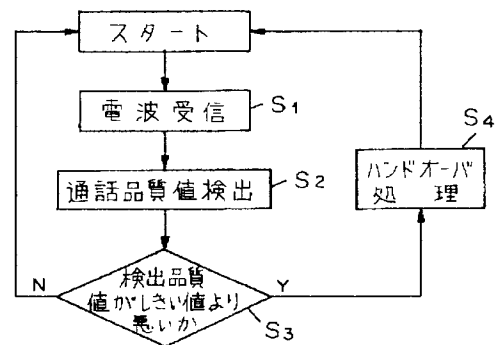 スタート
電波受信
S1
通話品質値検出
S2
検出品質
値がしきい値より
悪いか
S3
N
Y
ハンドオーバ
処理
S4